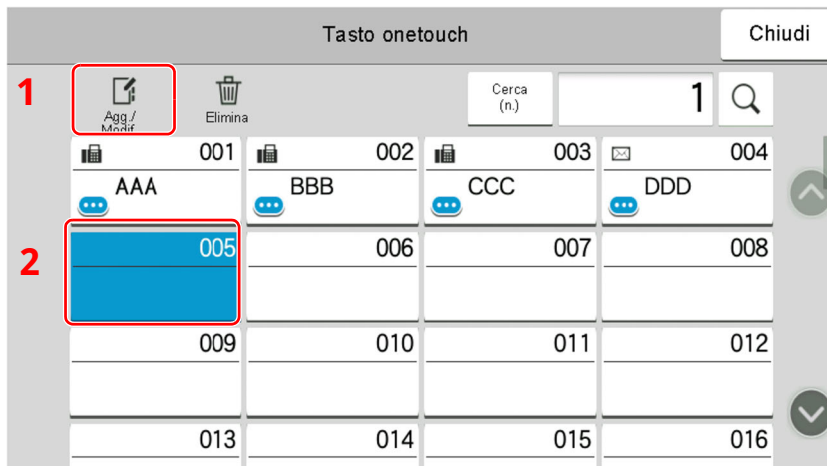 Tasto onetouch
Chiudi
1
Agg./
Modif.
Elimina
Cerca
(n.)
1
001
002
003
004
AAA
BBB
CCC
DDD
2
005
006
007
008
009
010
011
012
013
014
015
016